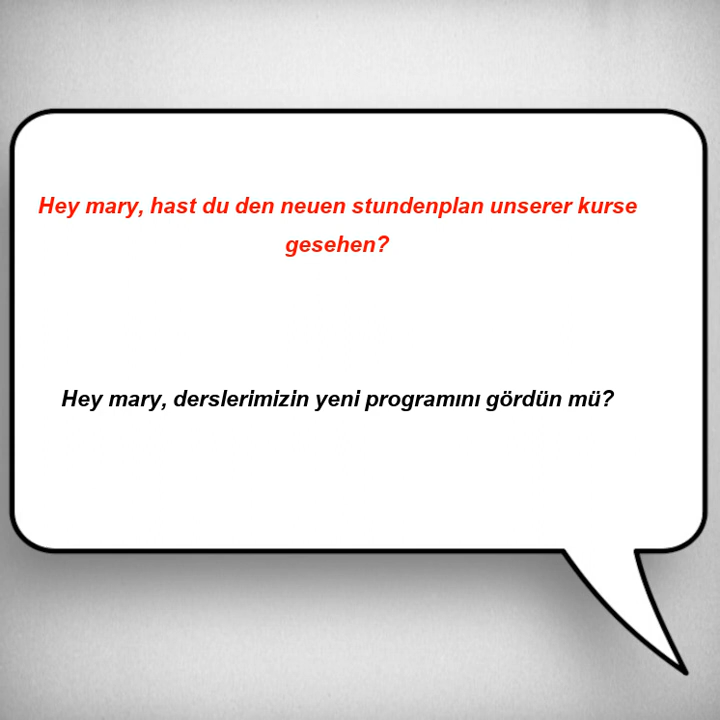 Hey mary, hast du den neuen stundenplan unserer kurse
gesehen?
Hey mary, derslerimizin yeni programını gördün mü?